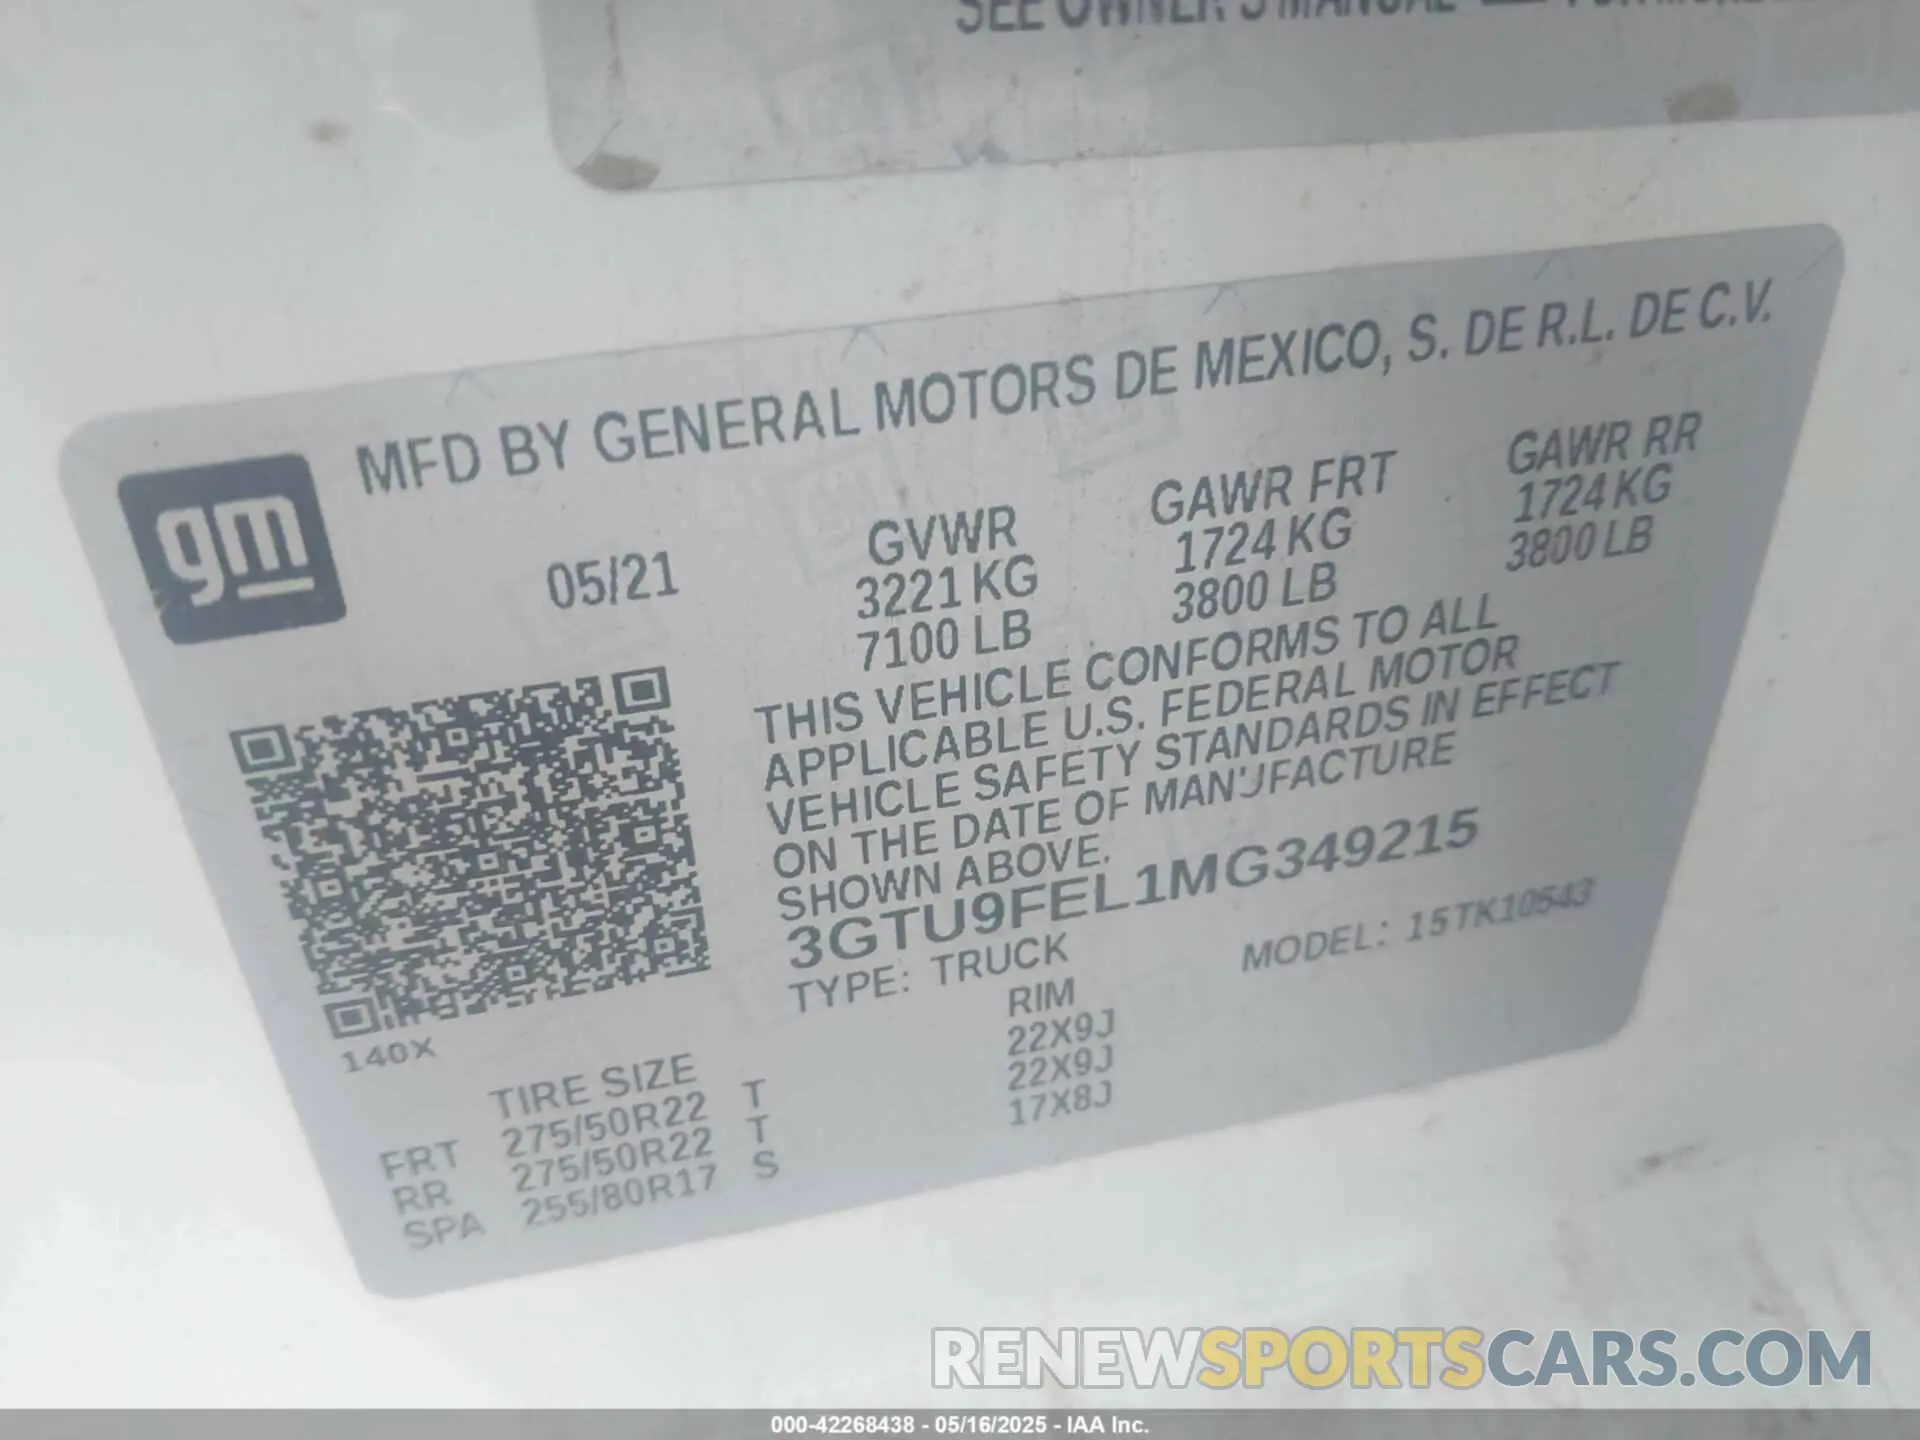 SEE OWNER'S MANUAL
gm
MFD BY GENERAL MOTORS DE MEXICO, S. DE R.L. DE C.V.
05/21
GVWR
3221 KG
7100 LB
GAWR FRT
1724 KG
3800 LB
GAWR RR
1724 KG
3800 LB
THIS VEHICLE CONFORMS TO ALL
APPLICABLE U.S. FEDERAL MOTOR
VEHICLE SAFETY STANDARDS IN EFFECT
ON THE DATE OF MANUFACTURE
SHOWN ABOVE.
3GTU9FEL1MG349215
TYPE: TRUCK
MODEL: 15TK10543
140X
TIRE SIZE RIM
FRT 275/50R22 T 22X9J
RR 275/50R22 T 22X9J
SPA 255/80R17 S 17X8J
RENEWSPORTSCARS.COM
000-42268438 - 05/16/2025 - IAA Inc.